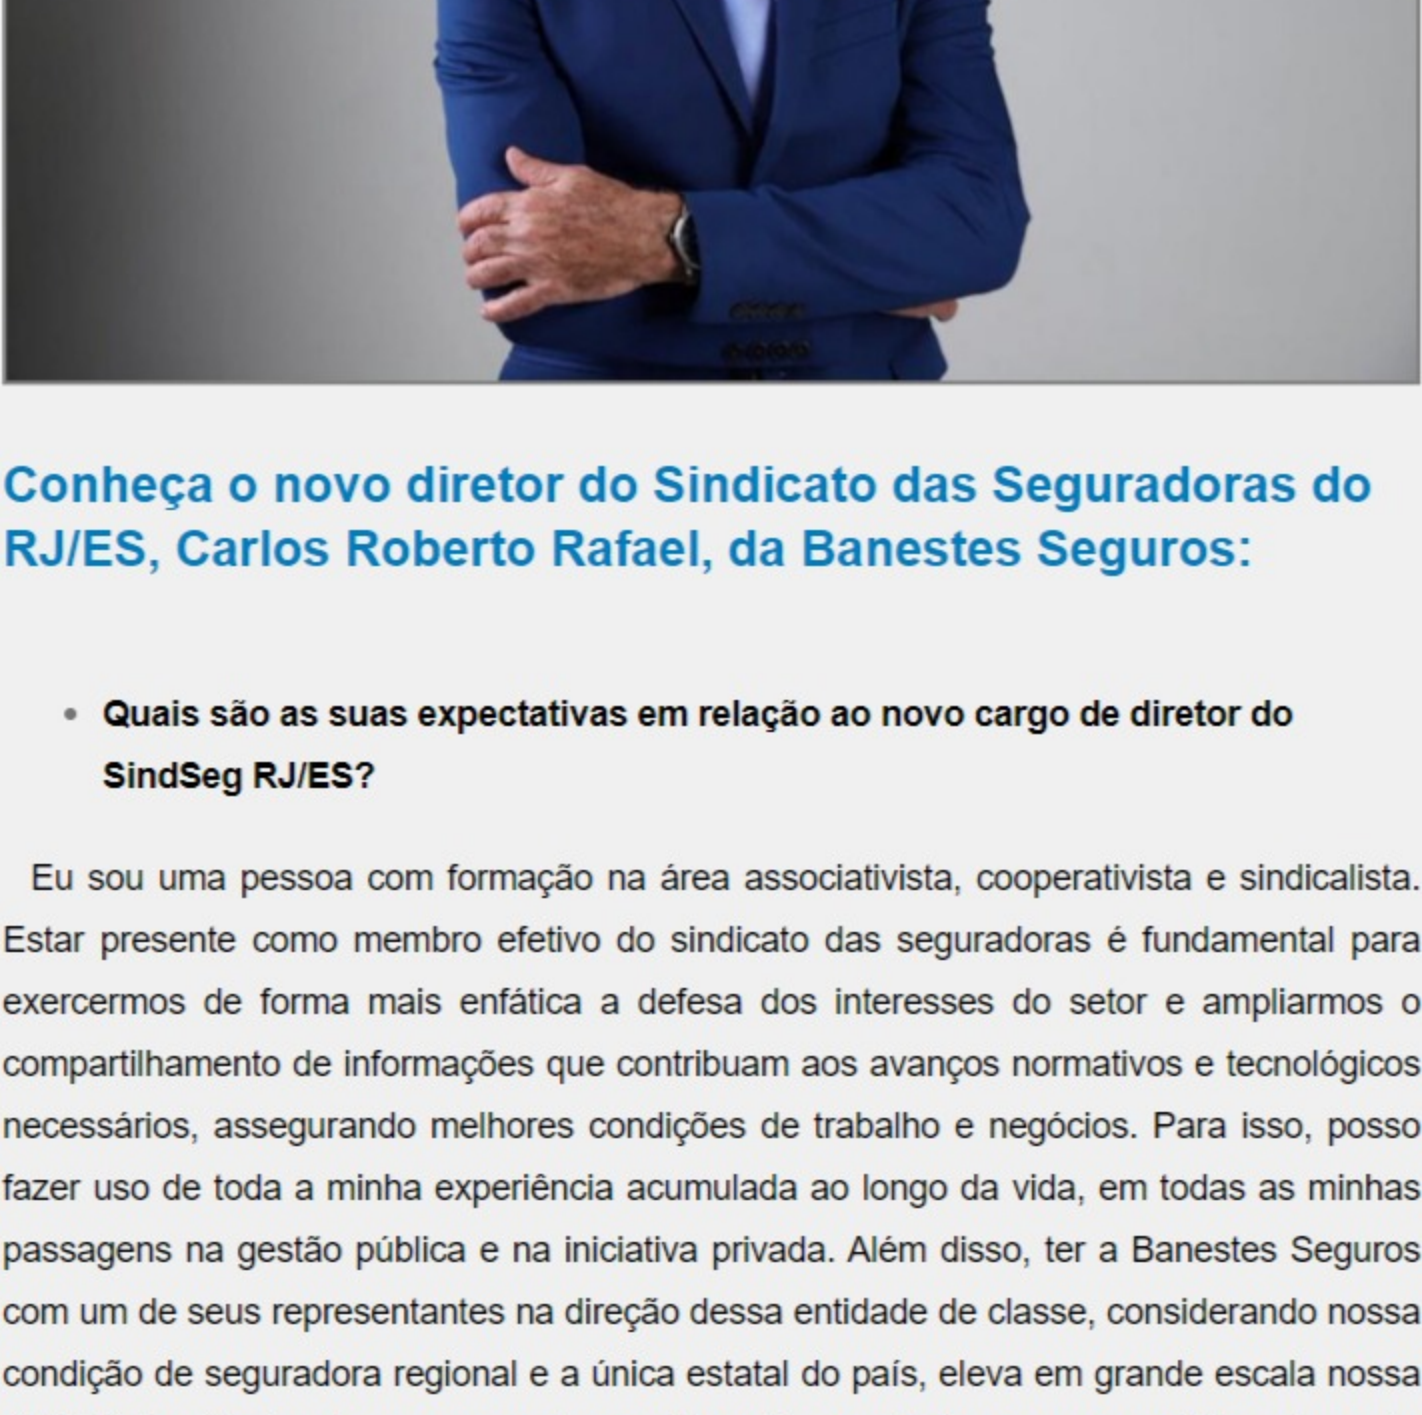 Conheça o novo diretor do Sindicato das Seguradoras do
RJ/ES, Carlos Roberto Rafael, da Banestes Seguros:
Quais são as suas expectativas em relação ao novo cargo de diretor do
SindSeg RJ/ES?
Eu sou uma pessoa com formação na área associativista, cooperativista e sindicalista.
Estar presente como membro efetivo do sindicato das seguradoras é fundamental para
exercermos de forma mais enfática a defesa dos interesses do setor e ampliarmos o
compartilhamento de informações que contribuam aos avanços normativos e tecnológicos
necessários, assegurando melhores condições de trabalho e negócios. Para isso, posso
fazer uso de toda a minha experiência acumulada ao longo da vida, em todas as minhas
passagens na gestão pública e na iniciativa privada. Além disso, ter a Banestes Seguros
com um de seus representantes na direção dessa entidade de classe, considerando nossa
condição de seguradora regional e a única estatal do país, eleva em grande escala nossa